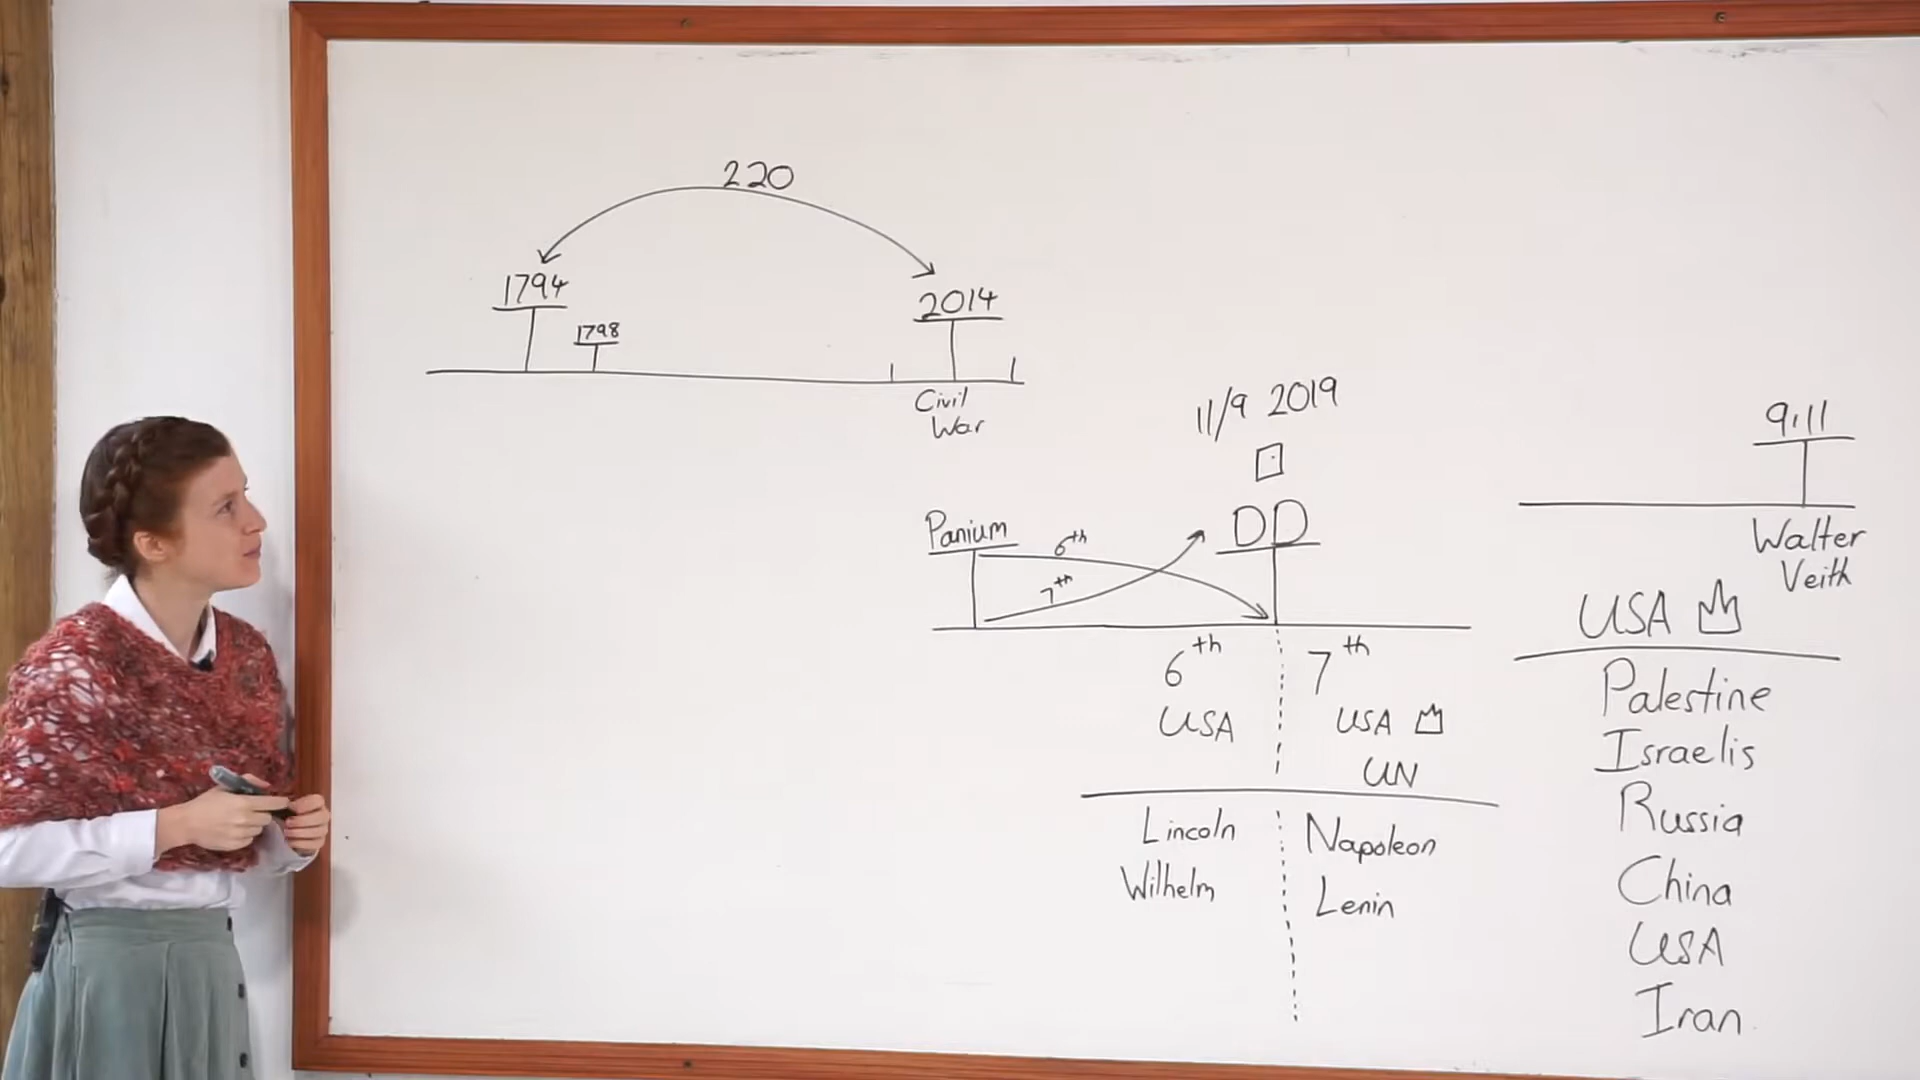 220
1794
1798
2014
Civil
War
11/9 2019
Panium
6th
7th
DD
6th
7th
USA
USA
UN
Lincoln
Napoleon
Wilhelm
Lenin
9.11
Walter
Veith
USA
Palestine
Israelis
Russia
China
USA
Iran